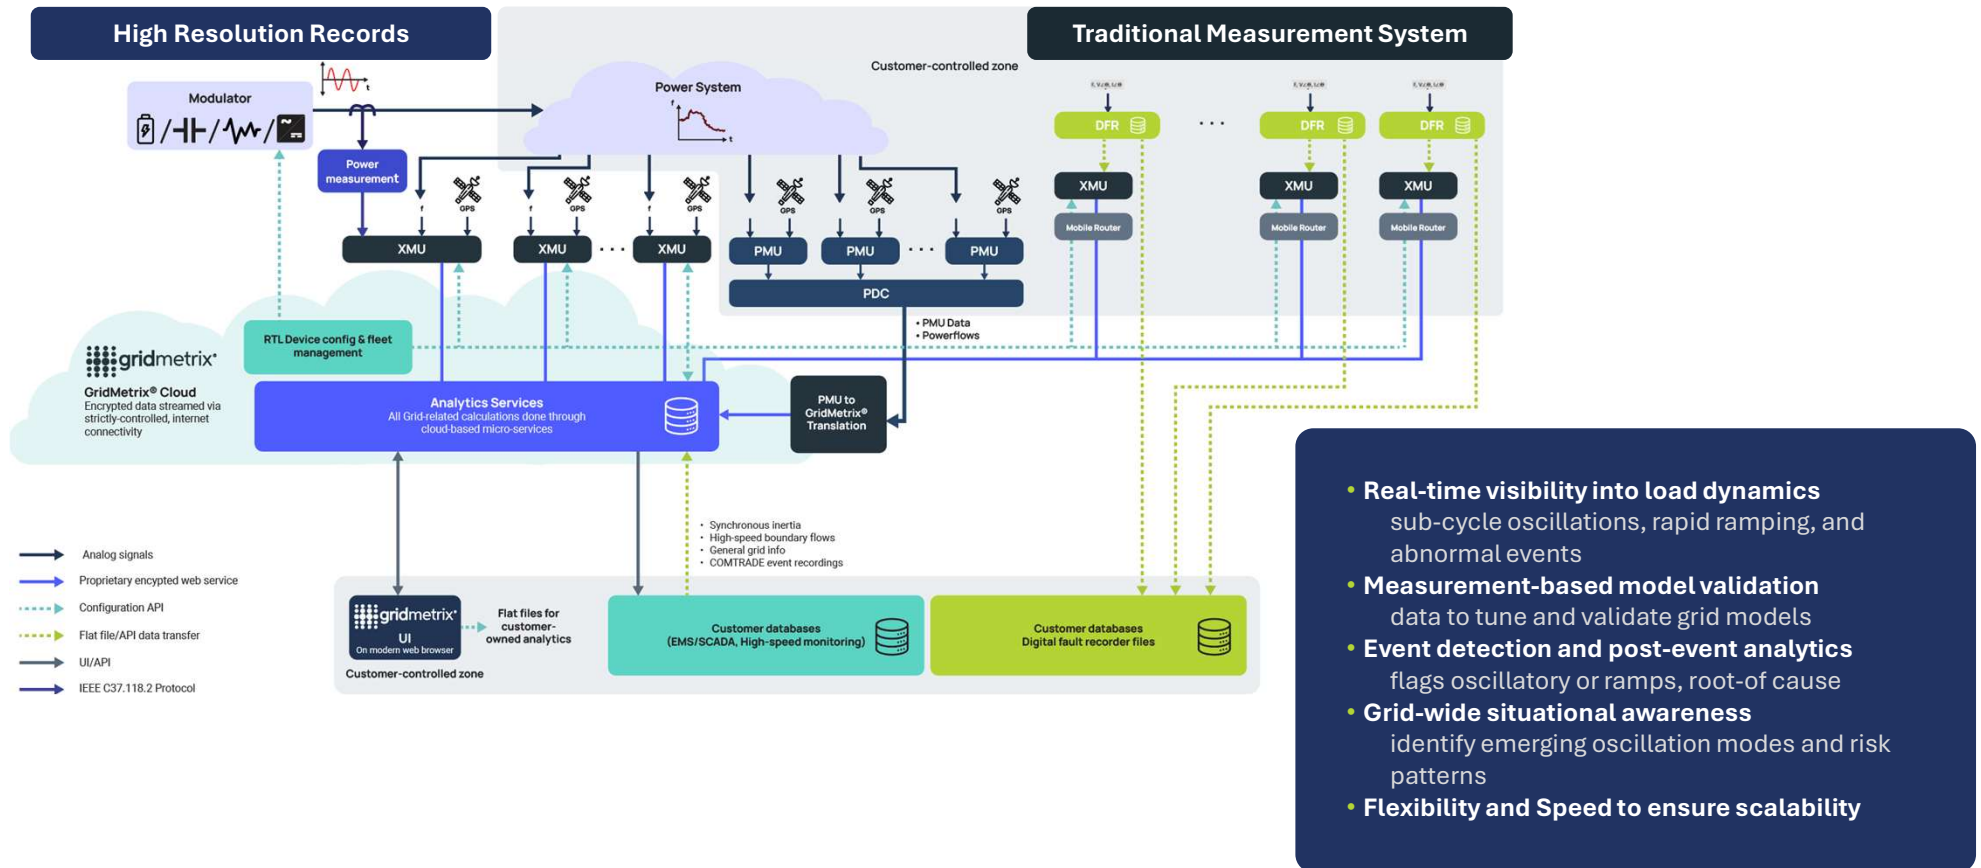 High Resolution Records
Traditional Measurement System
Customer-controlled zone
Modulator
t
Power System
f
t
Power
measurement
f
GPS
f
GPS
f
GPS
GPS
GPS
GPS
XMU
XMU
. . .
XMU
PMU
PMU
. . .
PMU
PDC
DFR
. . .
DFR
DFR
XMU
XMU
XMU
Mobile Router
Mobile Router
Mobile Router
• PMU Data
• Powerflows
RTL Device config & fleet
management
gridmetrix
GridMetrix® Cloud
Encrypted data streamed via
strictly-controlled, internet
connectivity
Analytics Services
All Grid-related calculations done through
cloud-based micro-services
PMU to
GridMetrix®
Translation
• Synchronous inertia
• High-speed boundary flows
• General grid info
• COMTRADE event recordings
Analog signals
Proprietary encrypted web service
Configuration API
Flat file/API data transfer
UI/API
IEEE C37.118.2 Protocol
gridmetrix
UI
On modern web browser
Flat files for
customer-
owned analytics
Customer-controlled zone
Customer databases
(EMS/SCADA, High-speed monitoring)
Customer databases
Digital fault recorder files
• Real-time visibility into load dynamics
sub-cycle oscillations, rapid ramping, and
abnormal events
• Measurement-based model validation
data to tune and validate grid models
• Event detection and post-event analytics
flags oscillatory or ramps, root-of cause
• Grid-wide situational awareness
identify emerging oscillation modes and risk
patterns
• Flexibility and Speed to ensure scalability